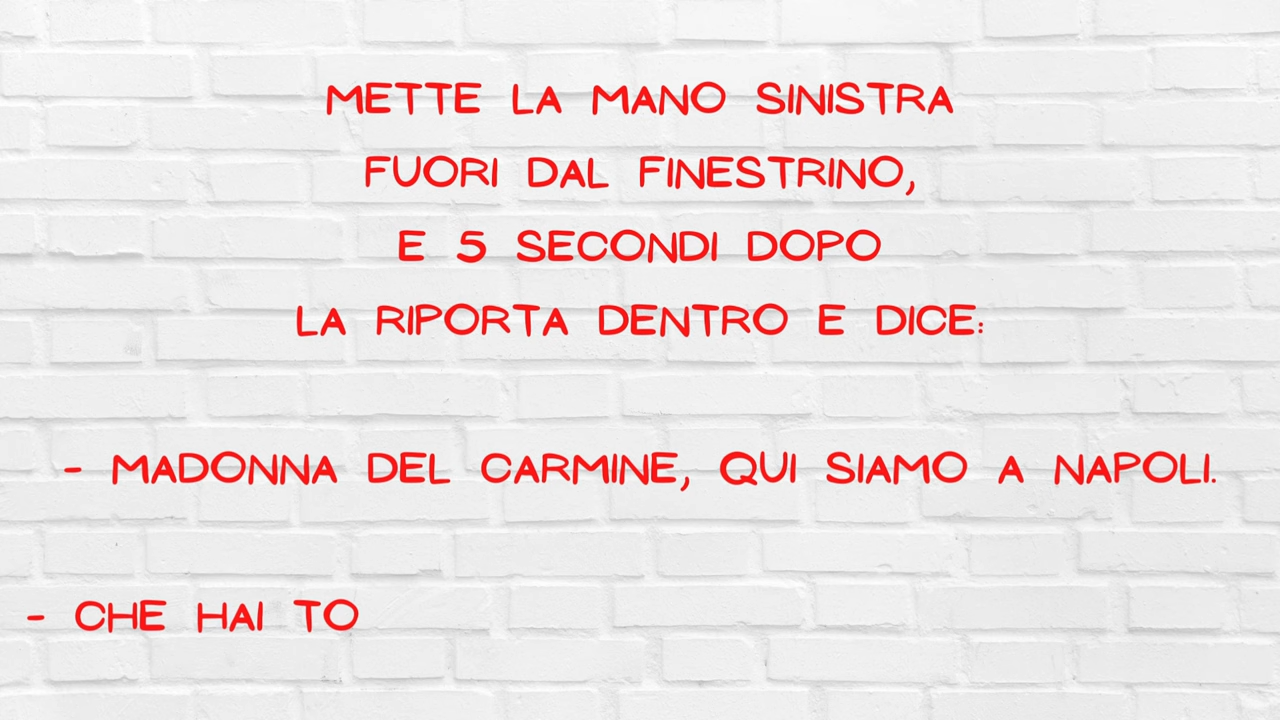 METTE LA MANO SINISTRA
FUORI DAL FINESTRINO,
E 5 SECONDI DOPO
LA RIPORTA DENTRO E DICE:
- MADONNA DEL CARMINE, QUI SIAMO A NAPOLI.
- CHE HAI TO